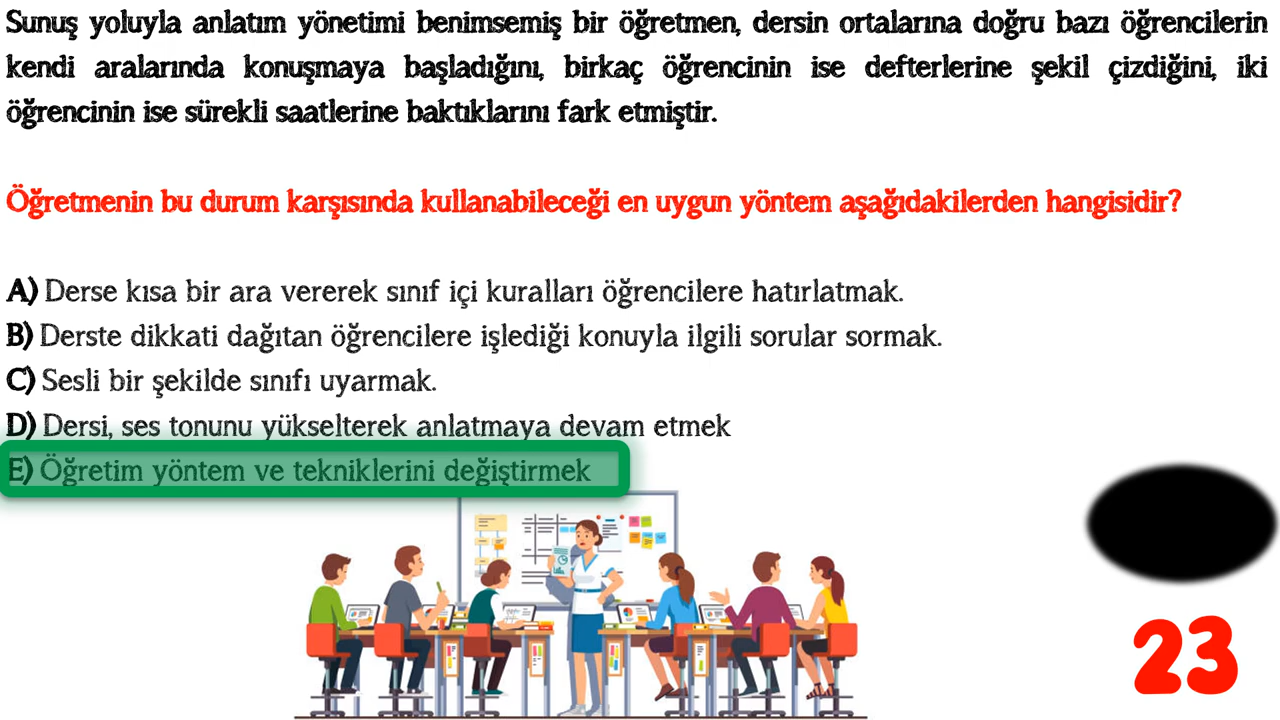 Sunuş yoluyla anlatım yönetimi benimsemiş bir öğretmen, dersin ortalarına doğru bazı öğrencilerin
kendi aralarında konuşmaya başladığını, birkaç öğrencinin ise defterlerine şekil çizdiğini, iki
öğrencinin ise sürekli saatlerine baktıklarını fark etmiştir.
Öğretmenin bu durum karşısında kullanabileceği en uygun yöntem aşağıdakilerden hangisidir?
A) Derse kısa bir ara vererek sınıf içi kuralları öğrencilere hatırlatmak.
B) Derste dikkati dağıtan öğrencilere işlediği konuyla ilgili sorular sormak.
C) Sesli bir şekilde sınıfı uyarmak.
D) Dersi, ses tonunu yükselterek anlatmaya devam etmek
E) Öğretim yöntem ve tekniklerini değiştirmek
23